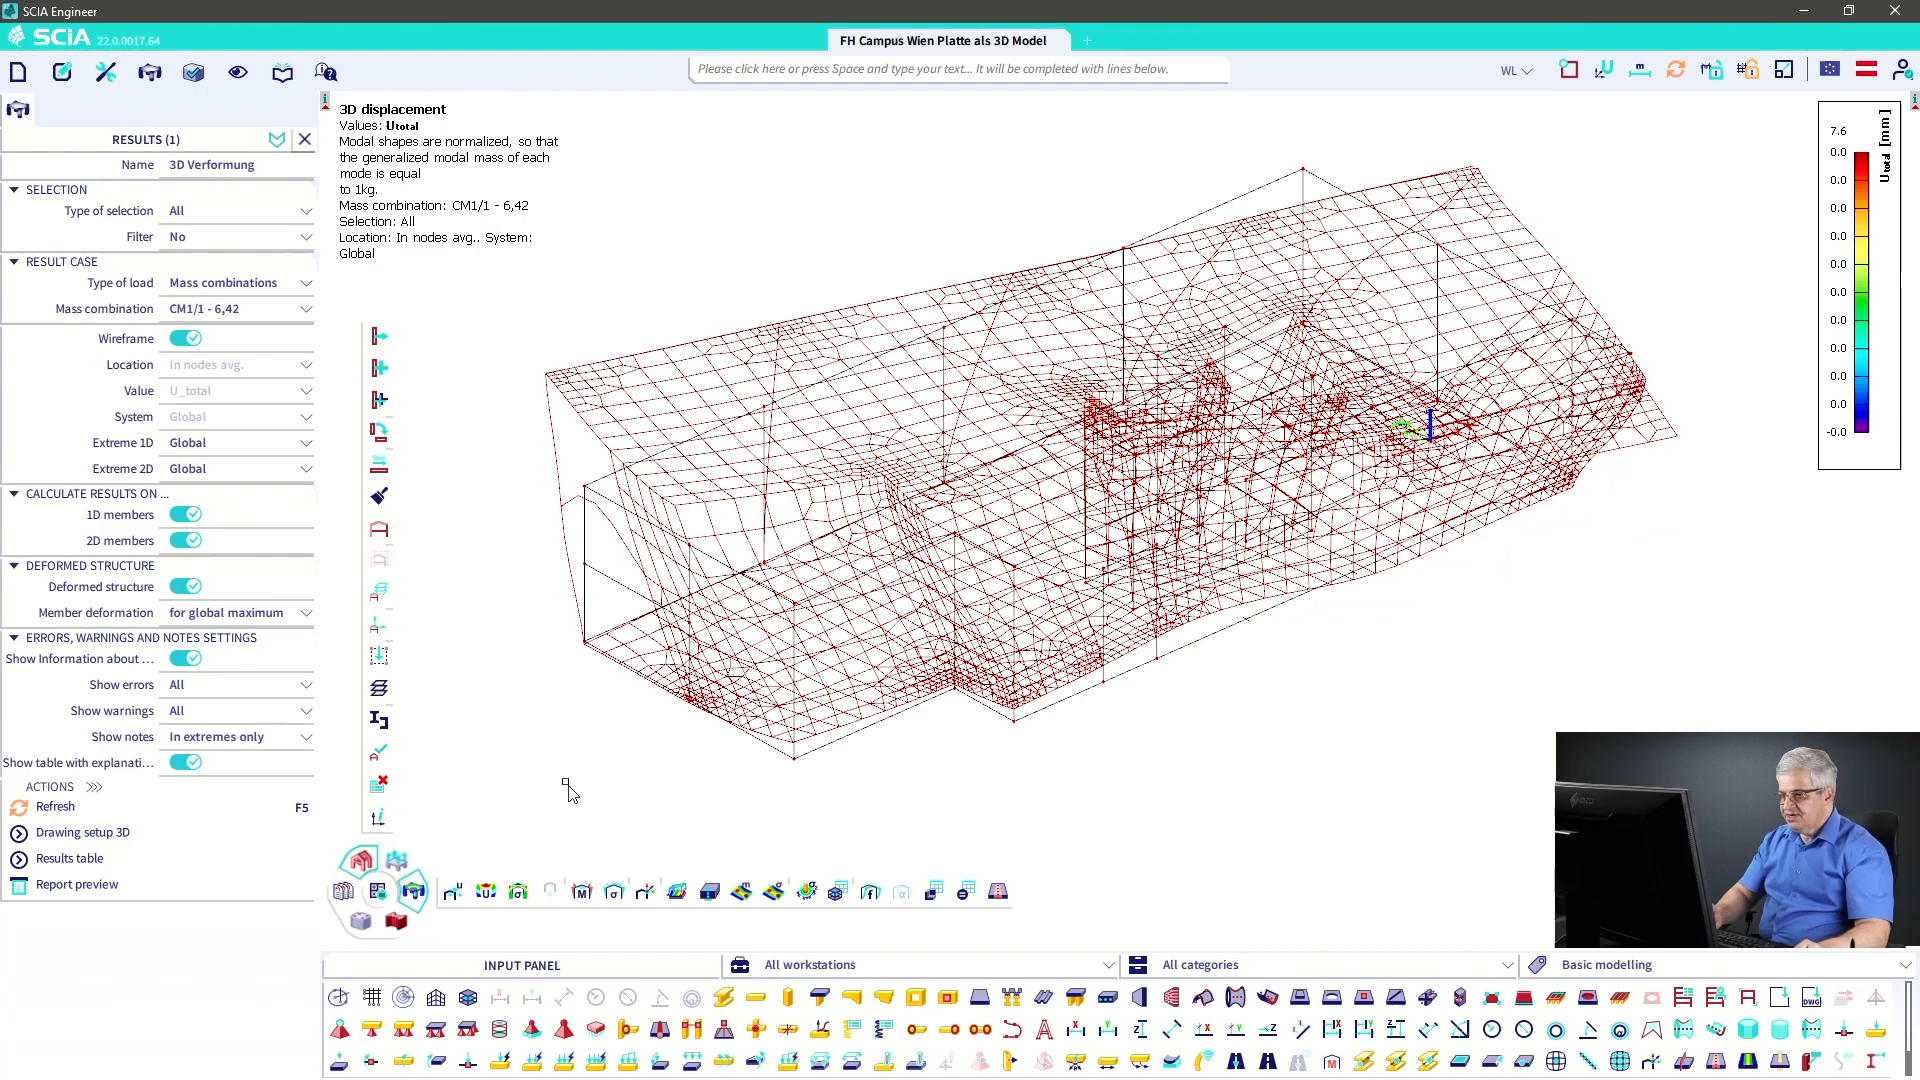 SCIA Engineer
SCIA 22.0.0017.64
FH Campus Wien Platte als 3D Model
Please click here or press Space and type your text... It will be completed with lines below.
WL
RESULTS (1)
Name 3D Verformung
SELECTION
Type of selection All
Filter No
RESULT CASE
Type of load Mass combinations
Mass combination CM1/1 - 6,42
Wireframe
Location In nodes avg.
Value U_total
System Global
Extreme 1D Global
Extreme 2D Global
CALCULATE RESULTS ON ...
1D members
2D members
DEFORMED STRUCTURE
Deformed structure
Member deformation for global maximum
ERRORS, WARNINGS AND NOTES SETTINGS
Show Information about ...
Show errors All
Show warnings All
Show notes In extremes only
Show table with explanati...
ACTIONS >>>
Refresh F5
Drawing setup 3D
Results table
Report preview
3D displacement
Values: Utotal
Modal shapes are normalized, so that
the generalized modal mass of each
mode is equal
to 1kg.
Mass combination: CM1/1 - 6,42
Selection: All
Location: In nodes avg.. System:
Global
Utotal [mm]
7.6
0.0
0.0
0.0
0.0
0.0
0.0
0.0
0.0
0.0
0.0
-0.0
INPUT PANEL
All workstations
All categories
Basic modelling